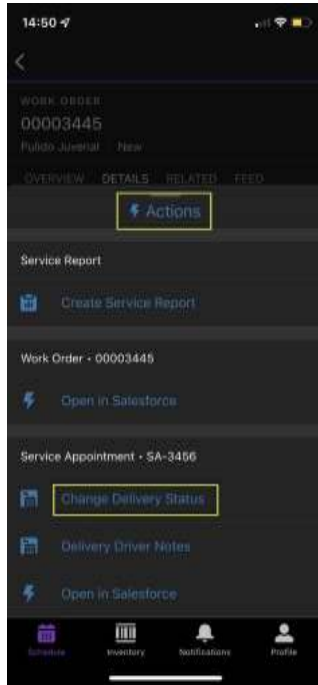 14:50
WORK ORDER
00003445
Pulido Juvenal New
OVERVIEW DETAILS RELATED FEED
Actions
Service Report
Create Service Report
Work Order • 00003445
Open in Salesforce
Service Appointment • SA-3456
Change Delivery Status
Delivery Driver Notes
Open in Salesforce
Schedule Inventory Notifications Profile